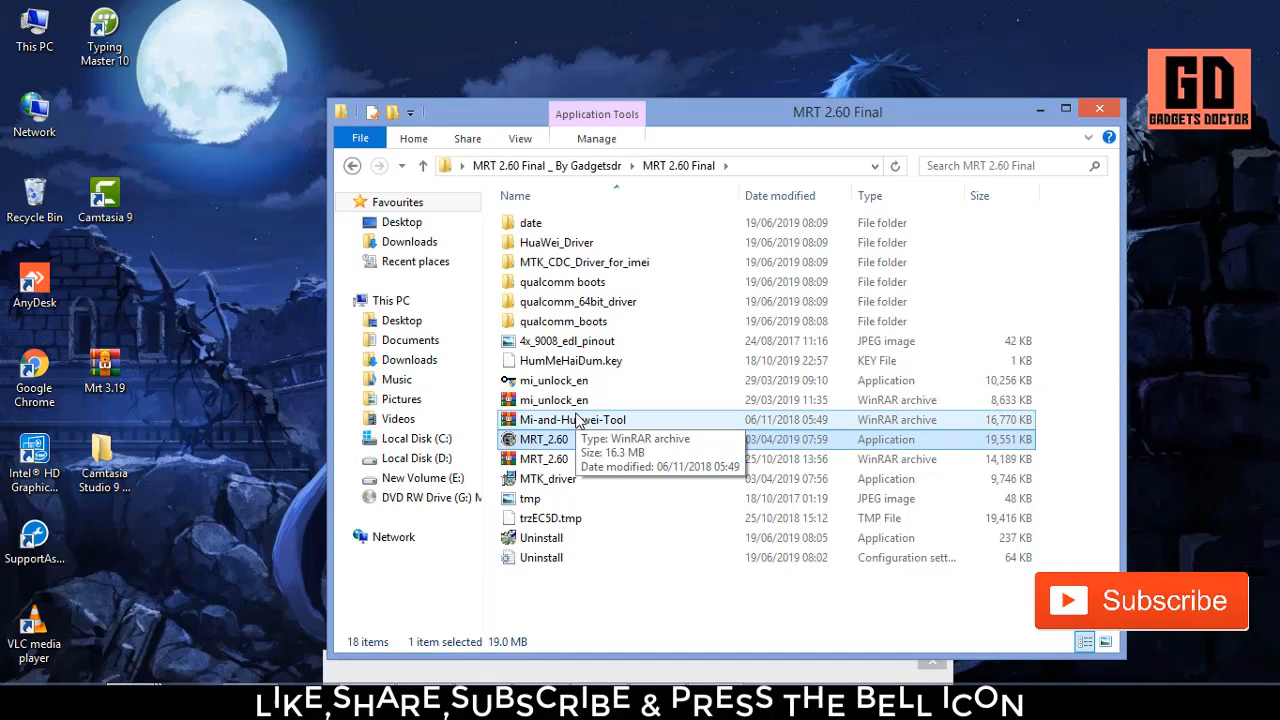 This PC
Typing
Master 10
Network
Recycle Bin
Camtasia 9
AnyDesk
Google
Chrome
Mrt 3.19
Intel® HD
Graphic...
Camtasia
Studio 9 ...
SupportAs...
VLC media
player
GD
GADGETS DOCTOR
Application Tools
MRT 2.60 Final
File Home Share View Manage
MRT 2.60 Final _ By Gadgetsdr MRT 2.60 Final
Search MRT 2.60 Final
Favourites
Desktop
Downloads
Recent places
This PC
Desktop
Documents
Downloads
Music
Pictures
Videos
Local Disk (C:)
Local Disk (D:)
New Volume (E:)
DVD RW Drive (G:) M
Network
Name Date modified Type Size
date 19/06/2019 08:09 File folder
HuaWei_Driver 19/06/2019 08:09 File folder
MTK_CDC_Driver_for_imei 19/06/2019 08:09 File folder
qualcomm boots 19/06/2019 08:09 File folder
qualcomm_64bit_driver 19/06/2019 08:09 File folder
qualcomm_boots 19/06/2019 08:08 File folder
4x_9008_edl_pinout 24/08/2017 11:16 JPEG image 42 KB
HumMeHaiDum.key 18/10/2019 22:57 KEY File 1 KB
mi_unlock_en 29/03/2019 09:10 Application 10,256 KB
mi_unlock_en 29/03/2019 11:35 WinRAR archive 8,633 KB
Mi-and-Huawei-Tool 06/11/2018 05:49 WinRAR archive 16,770 KB
MRT_2.60 03/04/2019 07:59 Application 19,551 KB
MRT_2.60 25/10/2018 13:56 WinRAR archive 14,189 KB
MTK_driver 03/04/2019 07:56 Application 9,746 KB
tmp 18/10/2017 01:19 JPEG image 48 KB
trzEC5D.tmp 25/10/2018 15:12 TMP File 19,416 KB
Uninstall 19/06/2019 08:05 Application 237 KB
Uninstall 19/06/2019 08:02 Configuration sett... 64 KB
Type: WinRAR archive
Size: 16.3 MB
Date modified: 06/11/2018 05:49
18 items 1 item selected 19.0 MB
Subscribe
LIKE,SHARE,SUBSCRIBE & PRESS THE BELL ICON